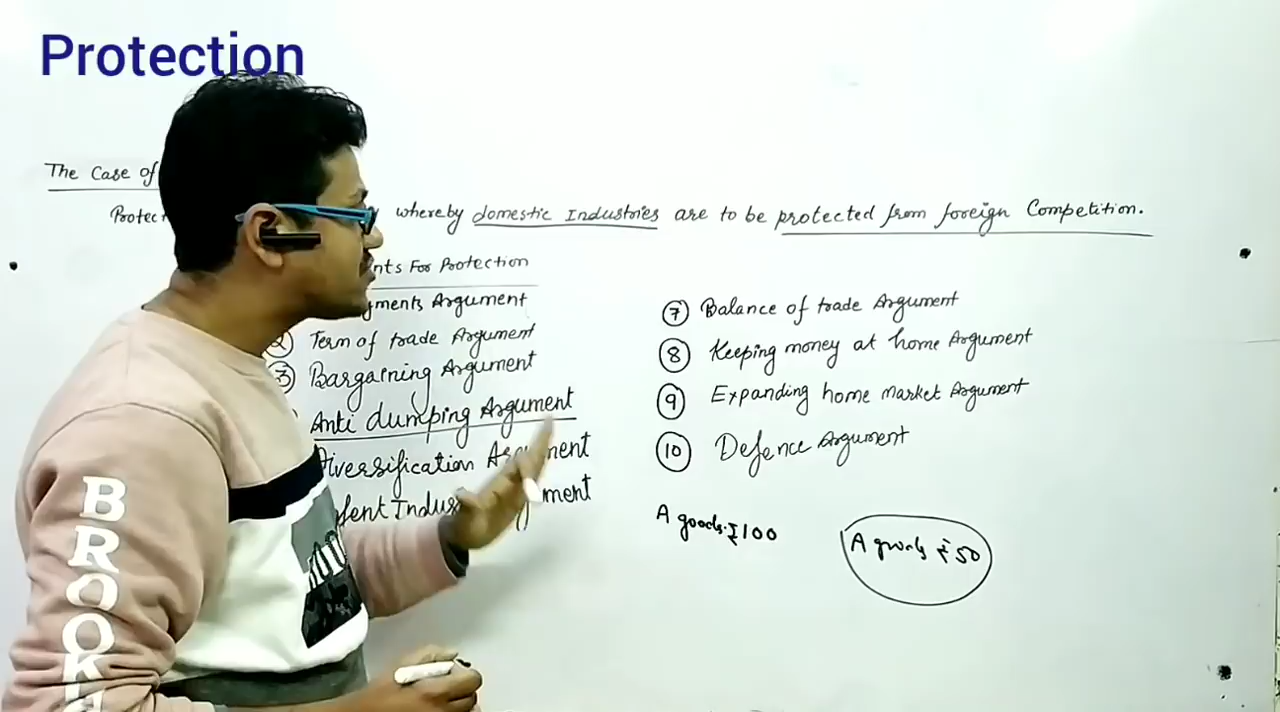 Protection
The Case of
whereby domestic Industries are to be protected from foreign Competition.
nts For Protection
yments Argument
② Term of trade Argument
③ Bargaining Argument
Anti dumping Argument
Diversification Argument
⑦ Balance of trade Argument
⑧ Keeping money at home Argument
⑨ Expanding home market Argument
⑩ Defence Argument
A goods ₹100
A goods ₹50
BROOK